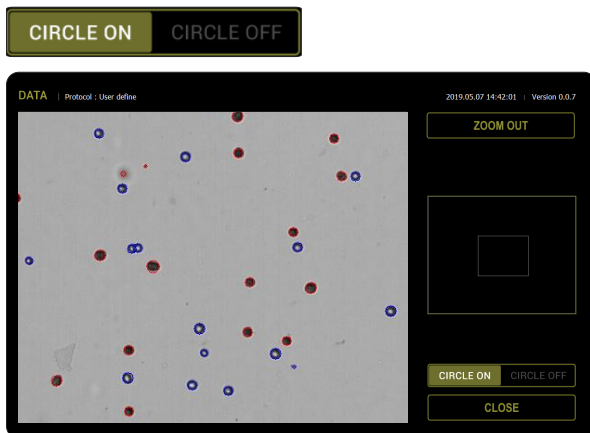 CIRCLE ON CIRCLE OFF
DATA | Protocol : User define 2019.05.07 14:42:01 | Version 0.0.7
ZOOM OUT
CIRCLE ON CIRCLE OFF
CLOSE